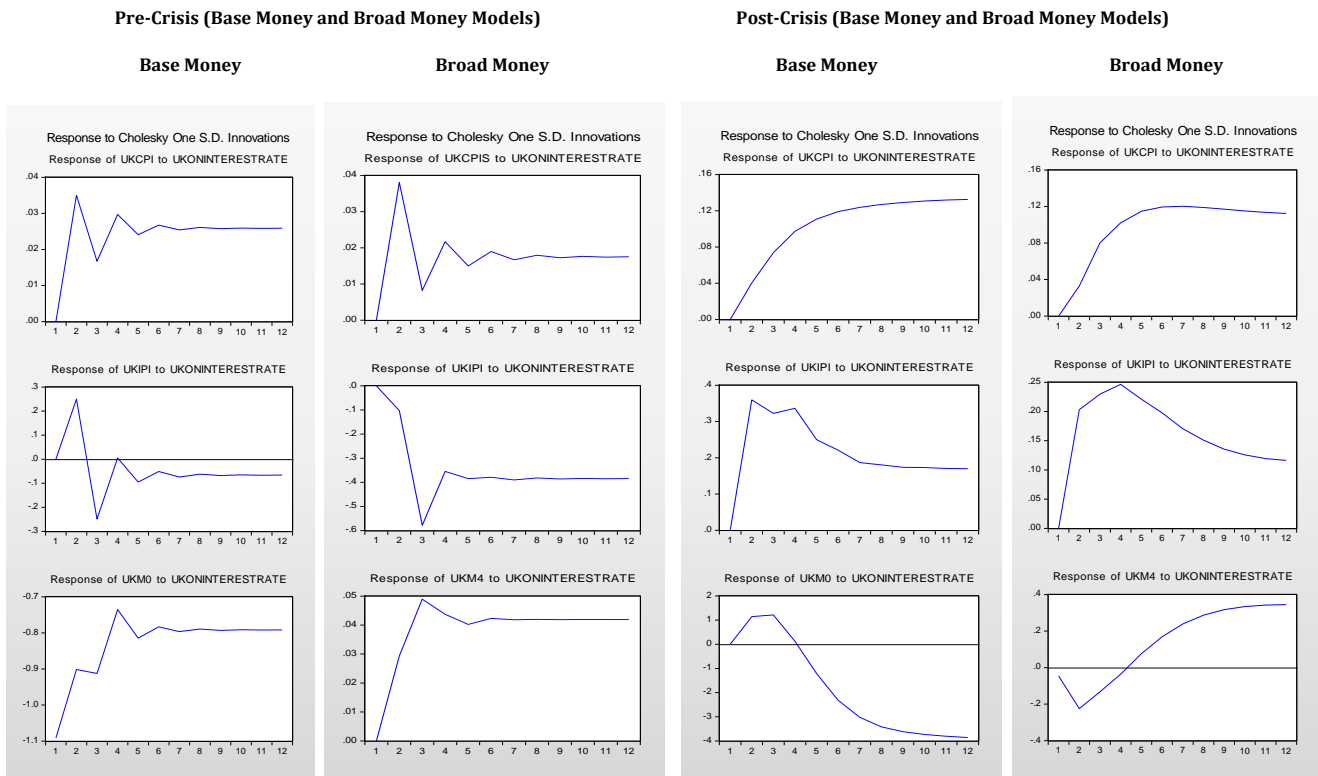 Pre-Crisis (Base Money and Broad Money Models)
Post-Crisis (Base Money and Broad Money Models)
Base Money
Broad Money
Base Money
Broad Money
Response to Cholesky One S.D. Innovations
Response of UKCPI to UKONINTERESTRATE
.04
.03
.02
.01
.00
1 2 3 4 5 6 7 8 9 10 11 12
Response of UKIPI to UKONINTERESTRATE
.3
.2
.1
.0
-.1
-.2
-.3
1 2 3 4 5 6 7 8 9 10 11 12
Response of UKM0 to UKONINTERESTRATE
-0.7
-0.8
-0.9
-1.0
-1.1
1 2 3 4 5 6 7 8 9 10 11 12
Response to Cholesky One S.D. Innovations
Response of UKCPIS to UKONINTERESTRATE
.04
.03
.02
.01
.00
1 2 3 4 5 6 7 8 9 10 11 12
Response of UKIPI to UKONINTERESTRATE
.0
-.1
-.2
-.3
-.4
-.5
-.6
1 2 3 4 5 6 7 8 9 10 11 12
Response of UKM4 to UKONINTERESTRATE
.05
.04
.03
.02
.01
.00
1 2 3 4 5 6 7 8 9 10 11 12
Response to Cholesky One S.D. Innovations
Response of UKCPI to UKONINTERESTRATE
.16
.12
.08
.04
.00
1 2 3 4 5 6 7 8 9 10 11 12
Response of UKIPI to UKONINTERESTRATE
.4
.3
.2
.1
.0
1 2 3 4 5 6 7 8 9 10 11 12
Response of UKM0 to UKONINTERESTRATE
2
1
0
-1
-2
-3
-4
1 2 3 4 5 6 7 8 9 10 11 12
Response to Cholesky One S.D. Innovations
Response of UKCPI to UKONINTERESTRATE
.16
.12
.08
.04
.00
1 2 3 4 5 6 7 8 9 10 11 12
Response of UKIPI to UKONINTERESTRATE
.25
.20
.15
.10
.05
.00
1 2 3 4 5 6 7 8 9 10 11 12
Response of UKM4 to UKONINTERESTRATE
.4
.2
.0
-.2
-.4
1 2 3 4 5 6 7 8 9 10 11 12